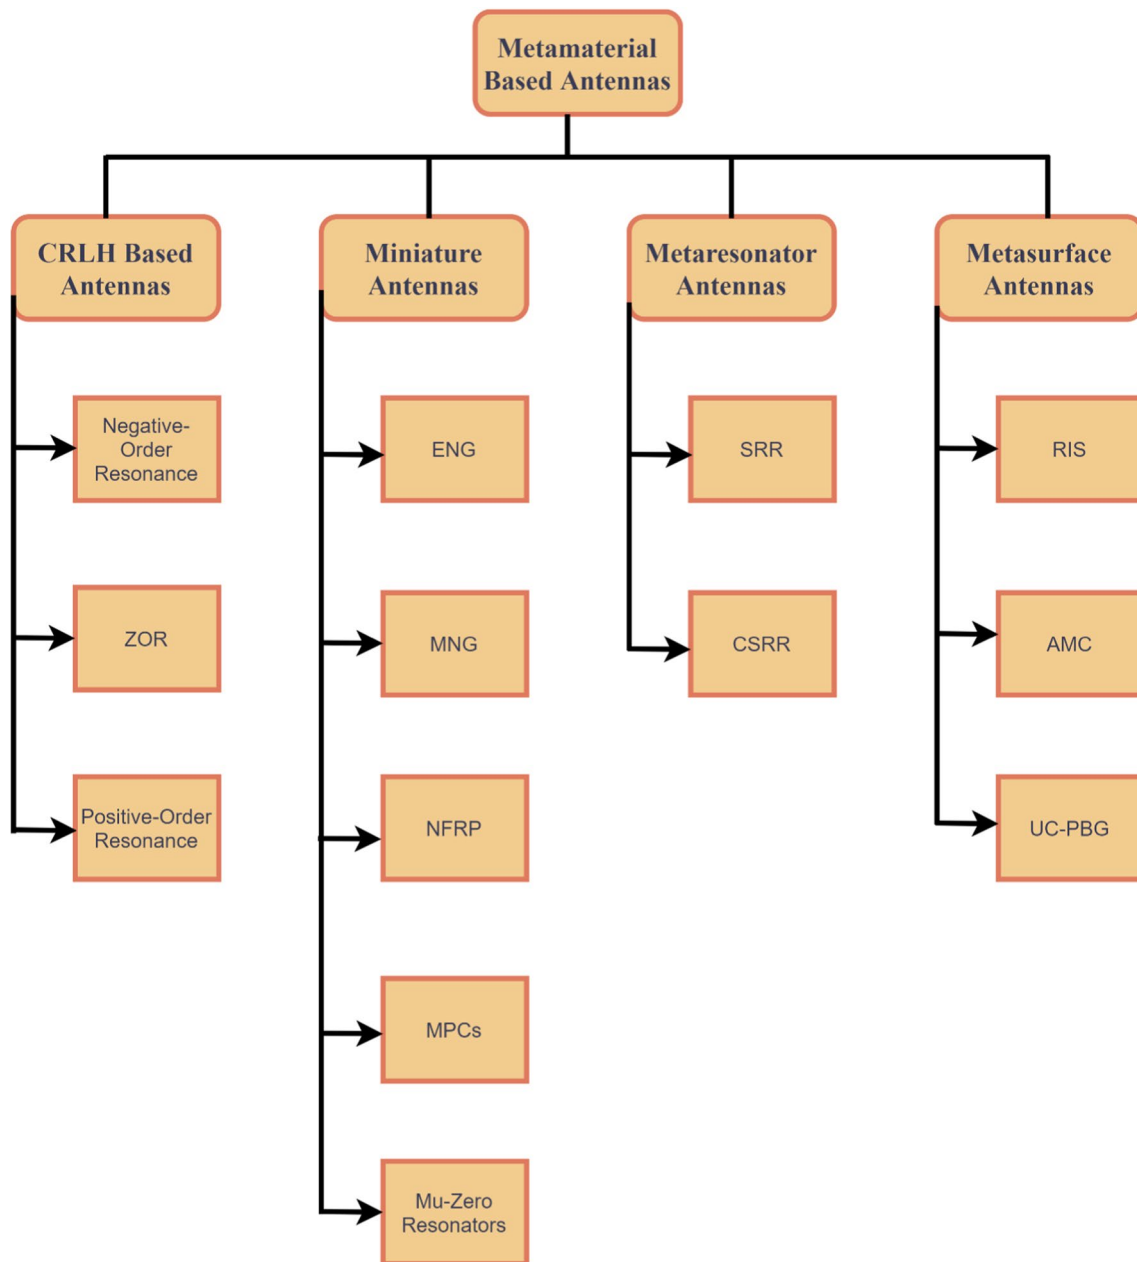 Metamaterial
Based Antennas
CRLH Based
Antennas
Negative-
Order
Resonance
ZOR
Positive-Order
Resonance
Miniature
Antennas
ENG
MNG
NFRP
MPCs
Mu-Zero
Resonators
Metaresonator
Antennas
SRR
CSRR
Metasurface
Antennas
RIS
AMC
UC-PBG